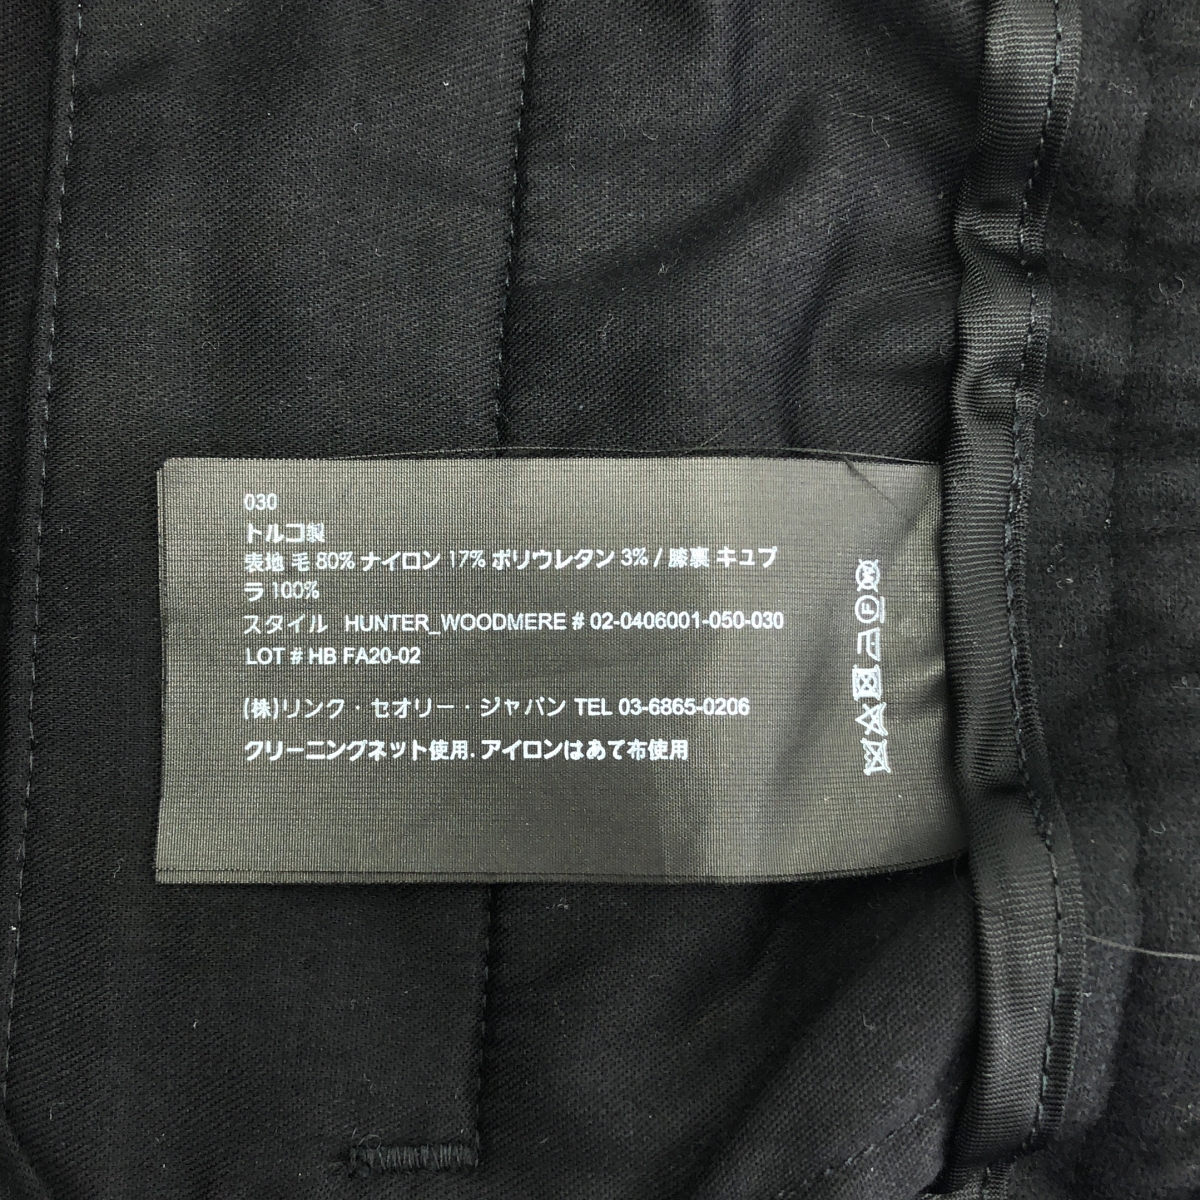 030
トルコ製
表地 毛 80% ナイロン 17% ポリウレタン 3% / 膝裏 キュプ
ラ 100%
スタイル HUNTER_WOODMERE # 02-0406001-050-030
LOT # HB FA20-02
(株)リンク・セオリー・ジャパン TEL 03-6865-0206
クリーニングネット使用. アイロンはあて布使用
W F